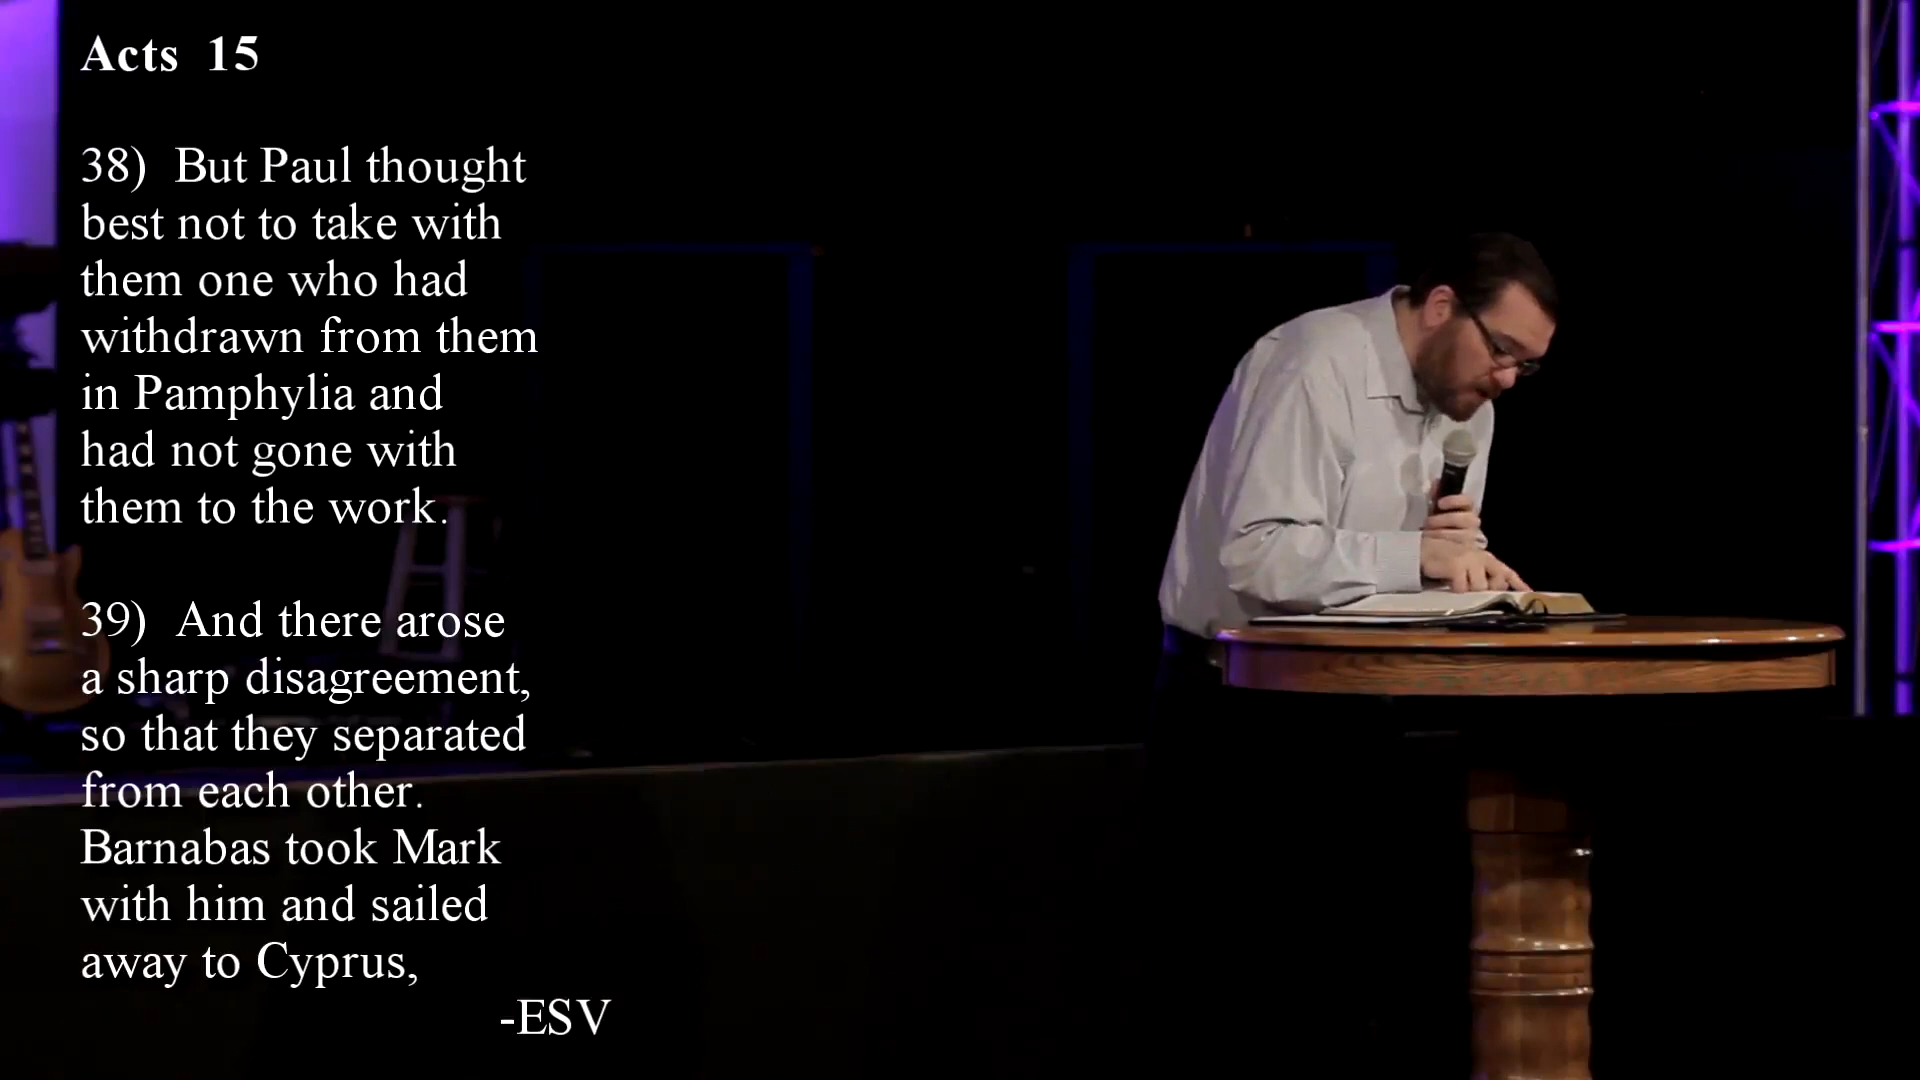 Acts 15
38) But Paul thought
best not to take with
them one who had
withdrawn from them
in Pamphylia and
had not gone with
them to the work.
39) And there arose
a sharp disagreement,
so that they separated
from each other.
Barnabas took Mark
with him and sailed
away to Cyprus,
-ESV